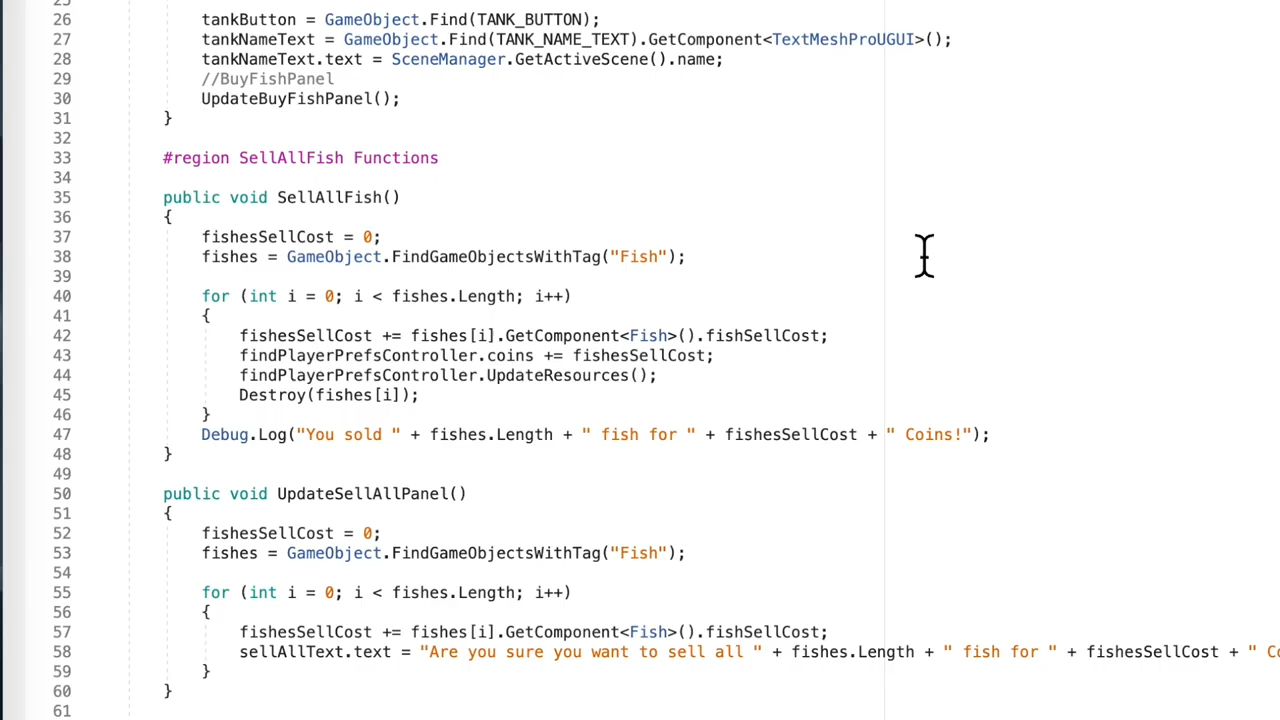 26 tankButton = GameObject.Find(TANK_BUTTON);
27 tankNameText = GameObject.Find(TANK_NAME_TEXT).GetComponent<TextMeshProUGUI>();
28 tankNameText.text = SceneManager.GetActiveScene().name;
29 //BuyFishPanel
30 UpdateBuyFishPanel();
31 }
32
33 #region SellAllFish Functions
34
35 public void SellAllFish()
36 {
37 fishesSellCost = 0;
38 fishes = GameObject.FindGameObjectsWithTag("Fish");
39
40 for (int i = 0; i < fishes.Length; i++)
41 {
42 fishesSellCost += fishes[i].GetComponent<Fish>().fishSellCost;
43 findPlayerPrefsController.coins += fishesSellCost;
44 findPlayerPrefsController.UpdateResources();
45 Destroy(fishes[i]);
46 }
47 Debug.Log("You sold " + fishes.Length + " fish for " + fishesSellCost + " Coins!");
48 }
49
50 public void UpdateSellAllPanel()
51 {
52 fishesSellCost = 0;
53 fishes = GameObject.FindGameObjectsWithTag("Fish");
54
55 for (int i = 0; i < fishes.Length; i++)
56 {
57 fishesSellCost += fishes[i].GetComponent<Fish>().fishSellCost;
58 sellAllText.text = "Are you sure you want to sell all " + fishes.Length + " fish for " + fishesSellCost + "
59 }
60 }
61